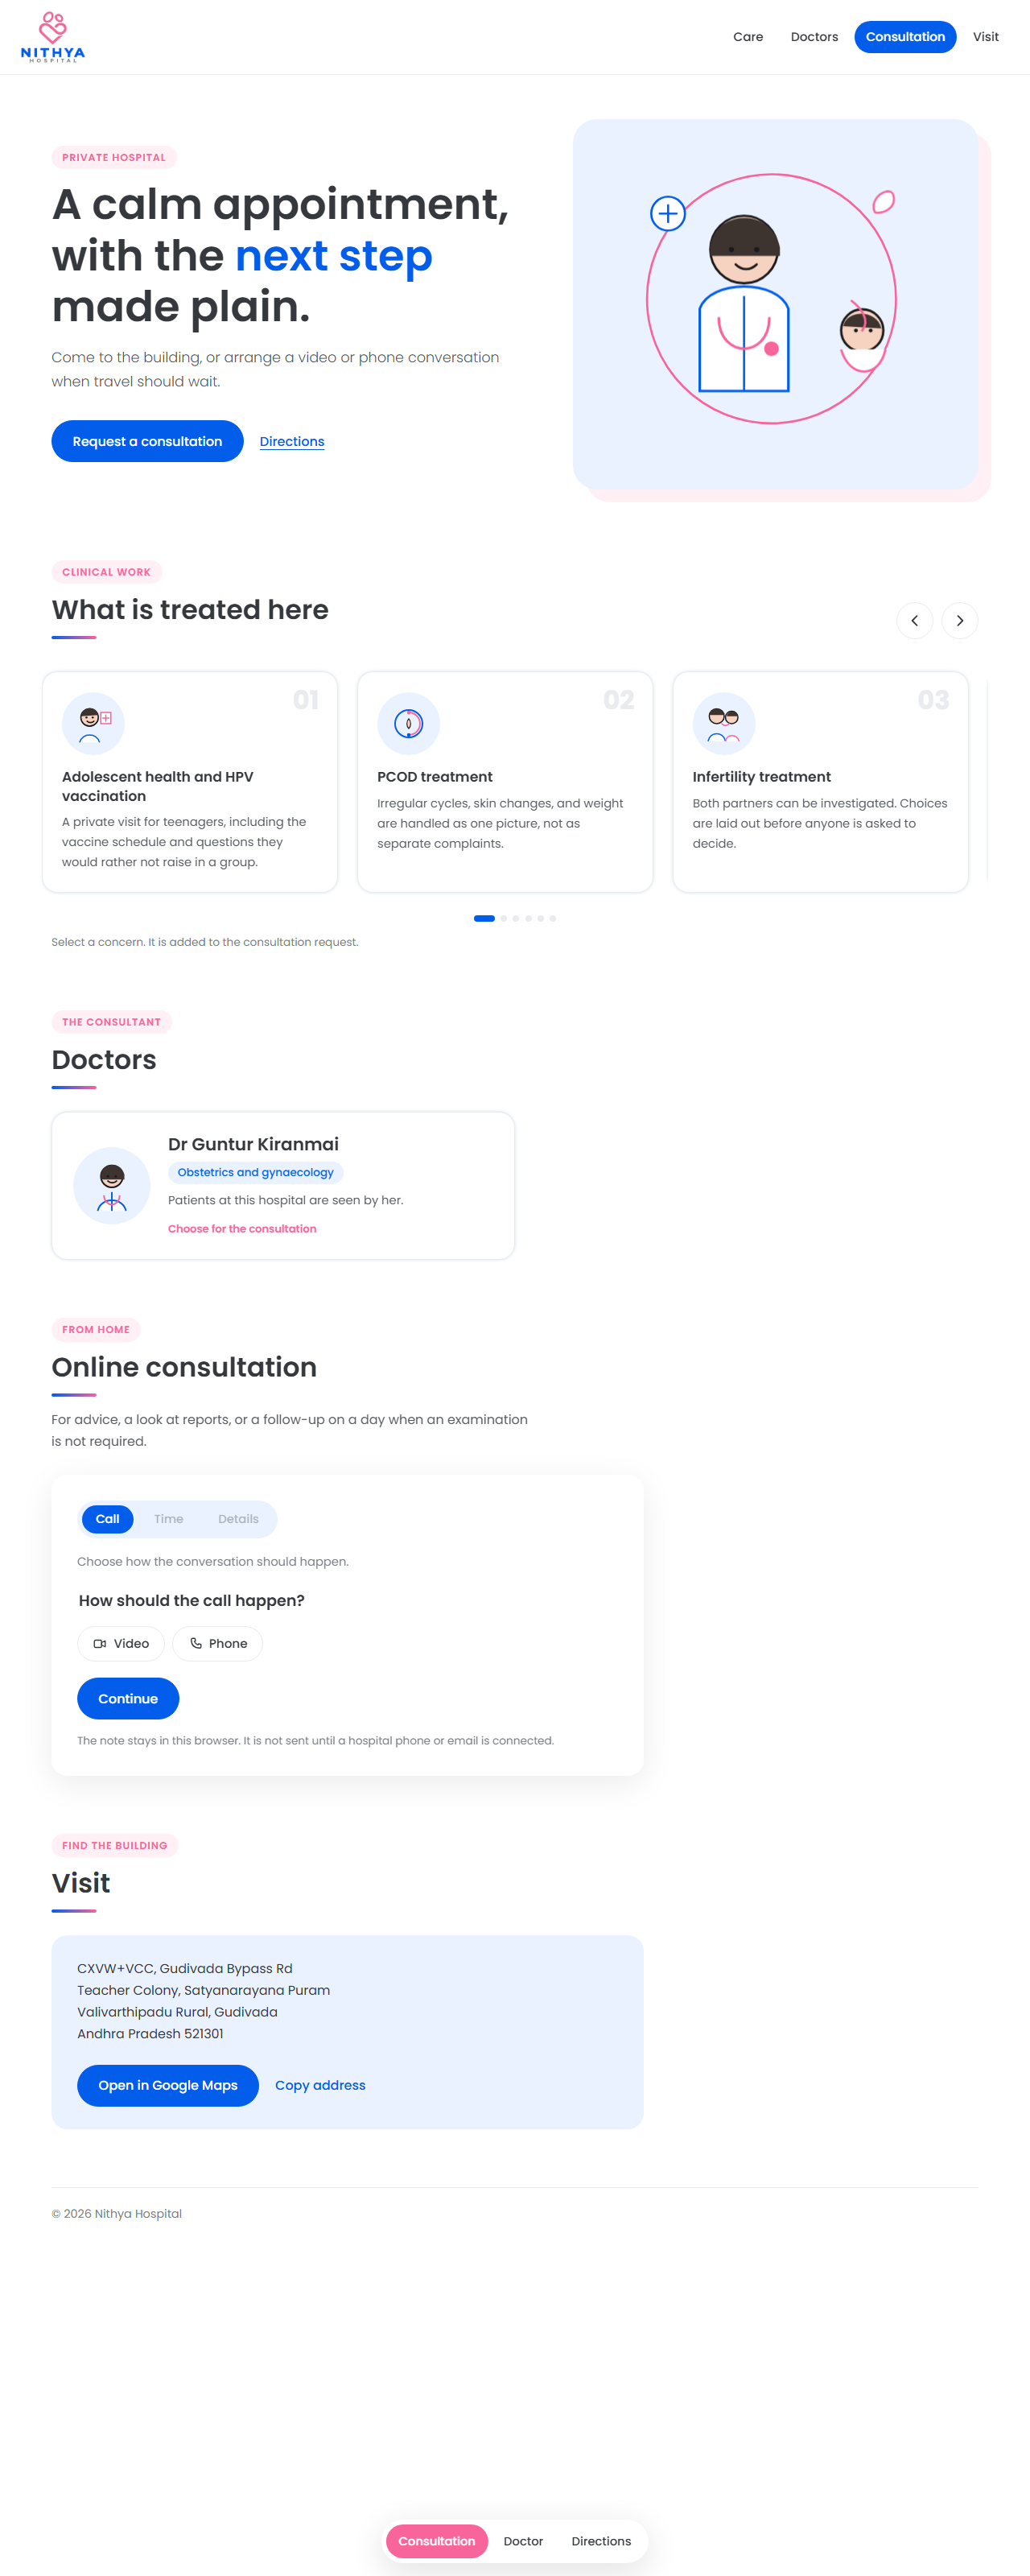 NITHYA
HOSPITAL
Care
Doctors
Consultation
Visit
PRIVATE HOSPITAL
A calm appointment,
with the next step
made plain.
Come to the building, or arrange a video or phone conversation
when travel should wait.
Request a consultation
Directions
CLINICAL WORK
What is treated here
01
Adolescent health and HPV
vaccination
A private visit for teenagers, including the
vaccine schedule and questions they
would rather not raise in a group.
02
PCOD treatment
Irregular cycles, skin changes, and weight
are handled as one picture, not as
separate complaints.
03
Infertility treatment
Both partners can be investigated. Choices
are laid out before anyone is asked to
decide.
Select a concern. It is added to the consultation request.
THE CONSULTANT
Doctors
Dr Guntur Kiranmai
Obstetrics and gynaecology
Patients at this hospital are seen by her.
Choose for the consultation
FROM HOME
Online consultation
For advice, a look at reports, or a follow-up on a day when an examination
is not required.
Call
Time
Details
Choose how the conversation should happen.
How should the call happen?
Video
Phone
Continue
The note stays in this browser. It is not sent until a hospital phone or email is connected.
FIND THE BUILDING
Visit
CXVW+VCC, Gudivada Bypass Rd
Teacher Colony, Satyanarayana Puram
Valivarthipadu Rural, Gudivada
Andhra Pradesh 521301
Open in Google Maps
Copy address
© 2026 Nithya Hospital
Consultation
Doctor
Directions